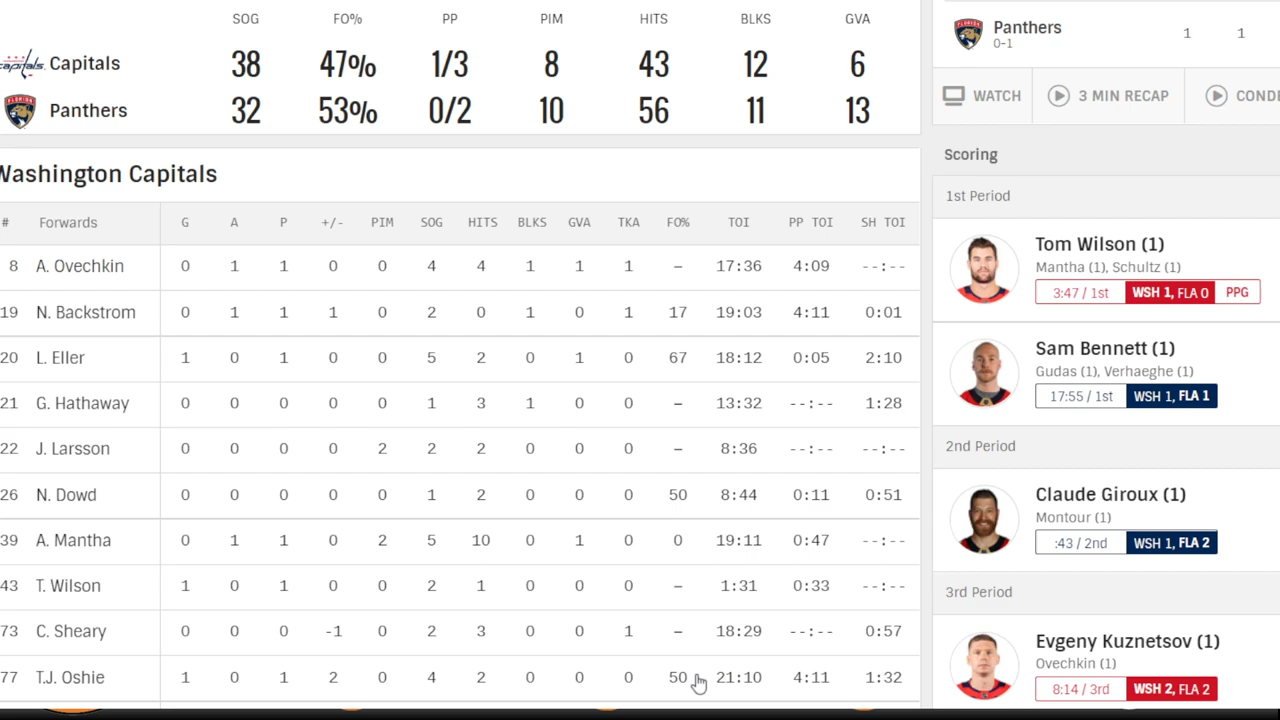 SOG FO% PP PIM HITS BLKS GVA
capitals Capitals 38 47% 1/3 8 43 12 6
FLORIDA Panthers 32 53% 0/2 10 56 11 13
Washington Capitals
# Forwards G A P +/- PIM SOG HITS BLKS GVA TKA FO% TOI PP TOI SH TOI
8 A. Ovechkin 0 1 1 0 0 4 4 1 1 1 – 17:36 4:09 --:--
19 N. Backstrom 0 1 1 1 0 2 0 1 0 1 17 19:03 4:11 0:01
20 L. Eller 1 0 1 0 0 5 2 0 1 0 67 18:12 0:05 2:10
21 G. Hathaway 0 0 0 0 0 1 3 1 0 0 – 13:32 --:-- 1:28
22 J. Larsson 0 0 0 0 2 2 2 0 0 0 – 8:36 --:-- --:--
26 N. Dowd 0 0 0 0 0 1 2 0 0 0 50 8:44 0:11 0:51
39 A. Mantha 0 1 1 0 2 5 10 0 1 0 0 19:11 0:47 --:--
43 T. Wilson 1 0 1 0 0 2 1 0 0 0 – 1:31 0:33 --:--
73 C. Sheary 0 0 0 -1 0 2 3 0 0 1 – 18:29 --:-- 0:57
77 T.J. Oshie 1 0 1 2 0 4 2 0 0 0 50 21:10 4:11 1:32
Panthers 1 1
0-1
WATCH 3 MIN RECAP CONDE
Scoring
1st Period
Tom Wilson (1)
Mantha (1), Schultz (1)
3:47 / 1st WSH 1, FLA 0 PPG
Sam Bennett (1)
Gudas (1), Verhaeghe (1)
17:55 / 1st WSH 1, FLA 1
2nd Period
Claude Giroux (1)
Montour (1)
:43 / 2nd WSH 1, FLA 2
3rd Period
Evgeny Kuznetsov (1)
Ovechkin (1)
8:14 / 3rd WSH 2, FLA 2